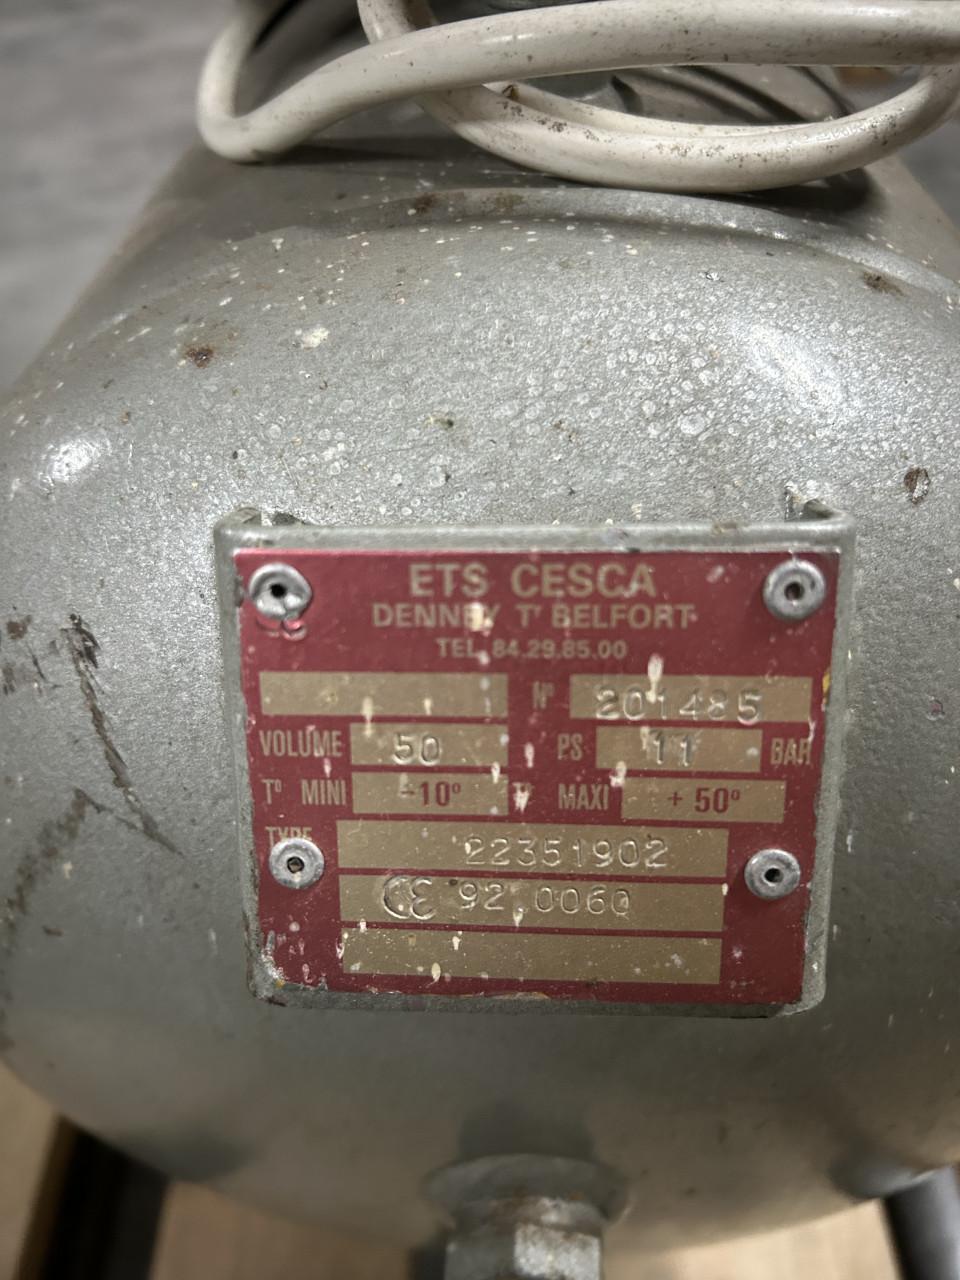 ETS CESCA
DENNEY Tʳ BELFORT
TEL. 84.29.85.00
N° 201485
VOLUME 50 PS 11 BAR
T° MINI -10° T° MAXI + 50°
TYPE 22351902
CE 92.0060